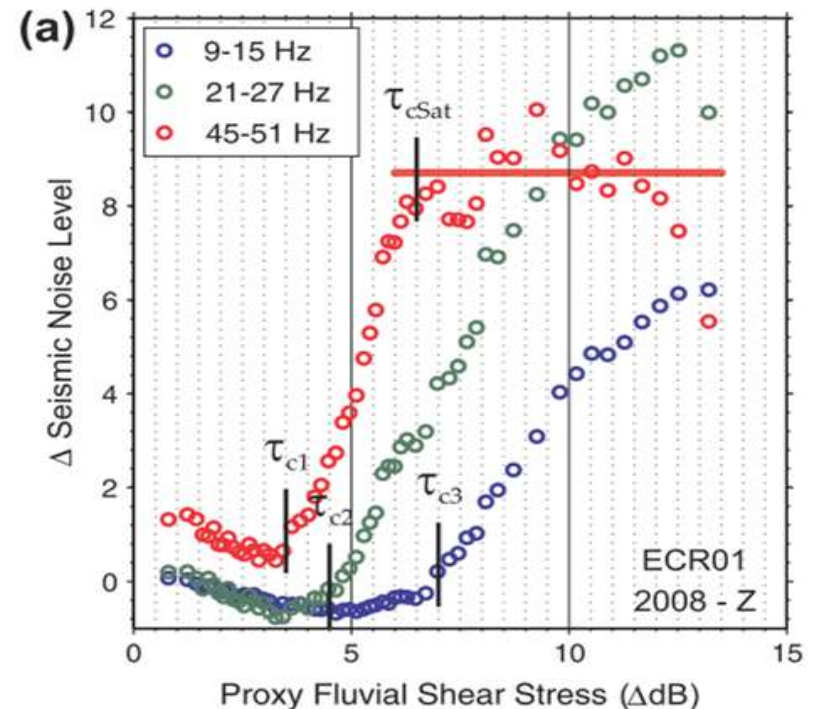 (a)
9-15 Hz
21-27 Hz
45-51 Hz
τcSat
τc1
τc2
τc3
ECR01
2008 - Z
Δ Seismic Noise Level
12
10
8
6
4
2
0
0 5 10 15
Proxy Fluvial Shear Stress (ΔdB)